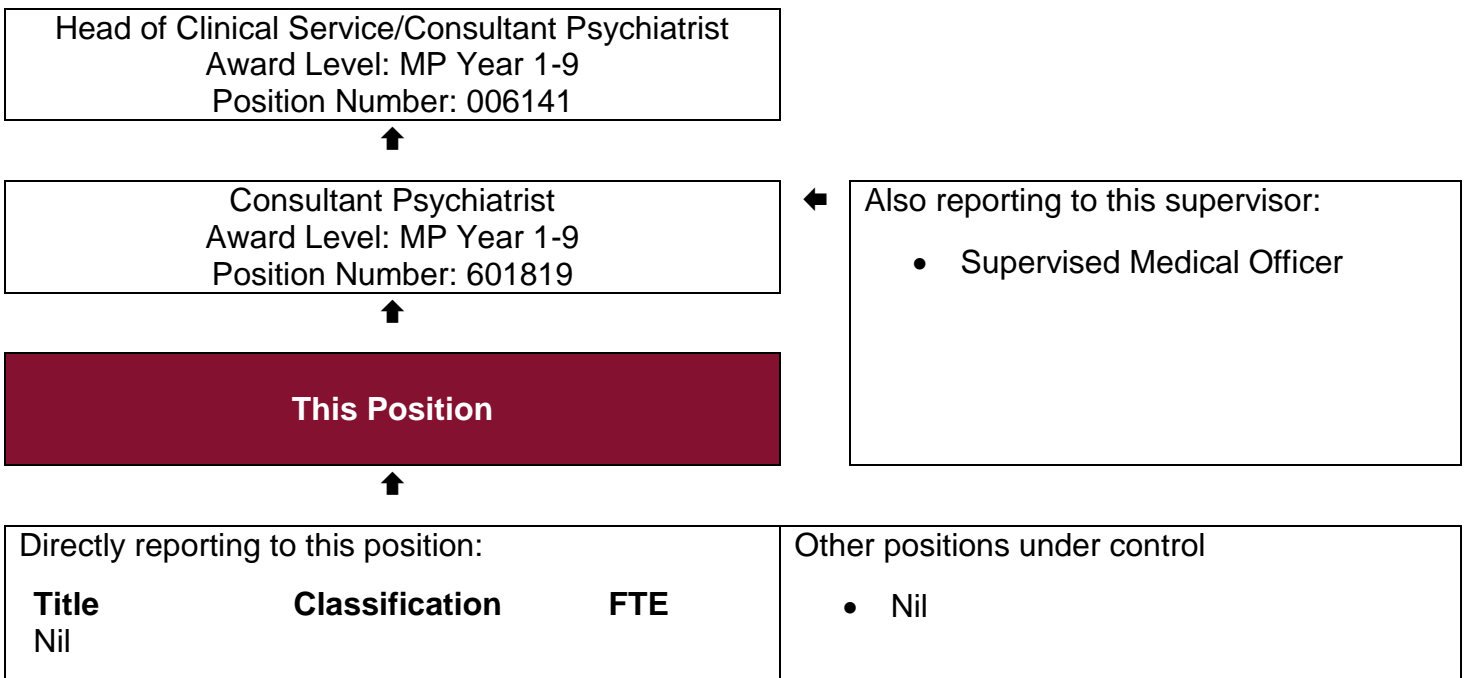 Head of Clinical Service/Consultant Psychiatrist
Award Level: MP Year 1-9
Position Number: 006141
Consultant Psychiatrist
Award Level: MP Year 1-9
Position Number: 601819
Also reporting to this supervisor:
• Supervised Medical Officer
This Position
Directly reporting to this position:
Title Classification FTE
Nil
Other positions under control
• Nil